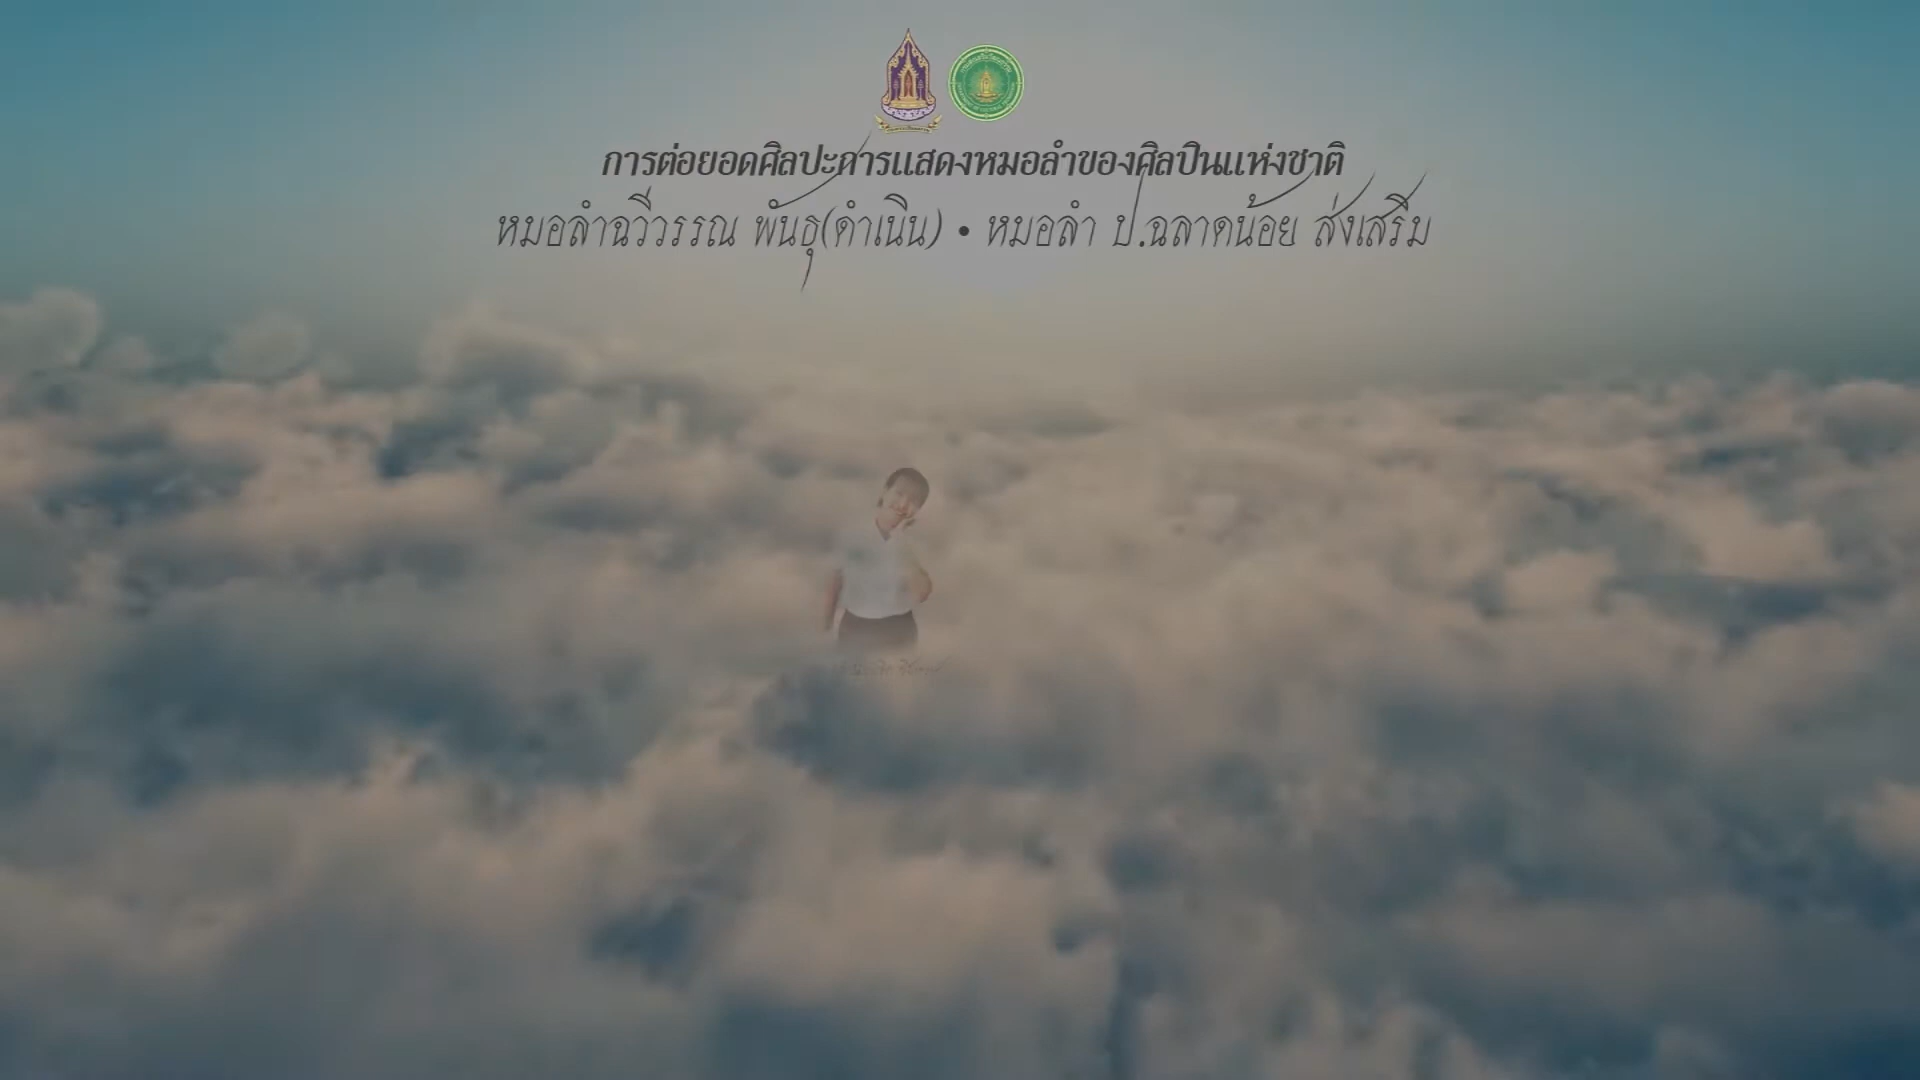 การต่อยอดศิลปะการแสดงหมอลำของศิลปินแห่งชาติ
หมอลำฉวีวรรณ พันธุ(ดำเนิน) • หมอลำ ป.ฉลาดน้อย ส่งเสริม